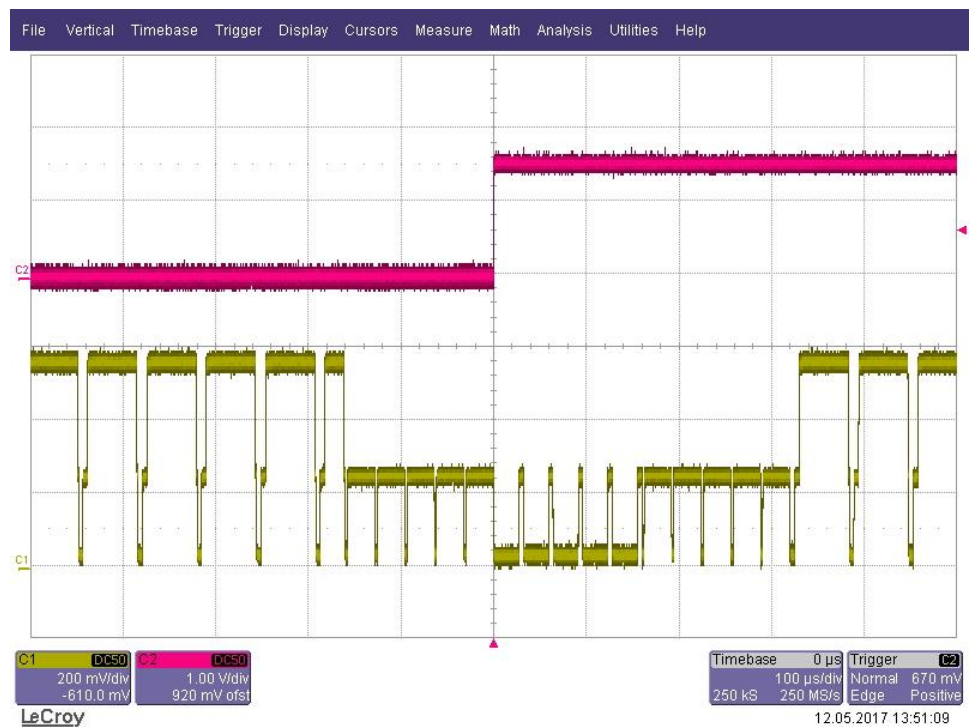 File Vertical Timebase Trigger Display Cursors Measure Math Analysis Utilities Help
C2
C1
C1 DC50
200 mV/div
-610.0 mV
C2 DC50
1.00 V/div
920 mV ofst
Timebase 0 µs
100 µs/div
250 kS 250 MS/s
Trigger C2
Normal 670 mV
Edge Positive
LeCroy
12.05.2017 13:51:09